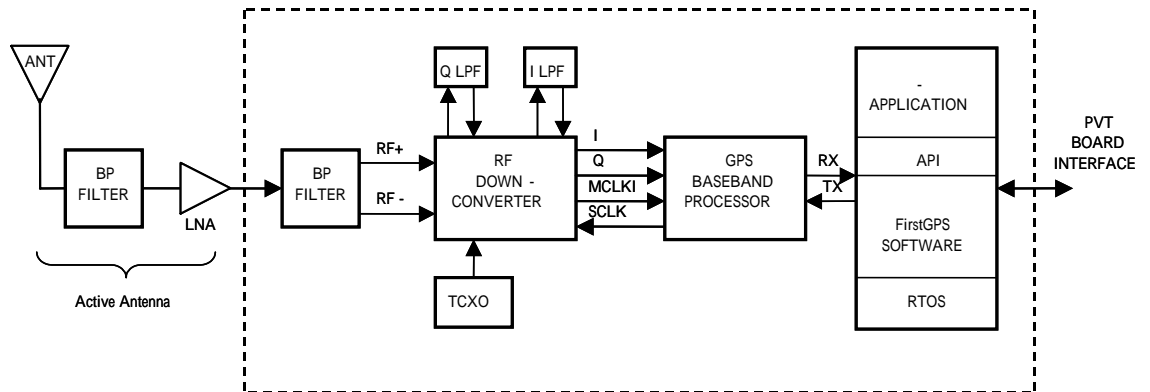 ANT
BP
FILTER
LNA
Active Antenna
BP
FILTER
RF+
RF -
Q LPF
I LPF
RF
DOWN -
CONVERTER
TCXO
I
Q
MCLKI
SCLK
GPS
BASEBAND
PROCESSOR
RX
TX
-
APPLICATION
API
FirstGPS
SOFTWARE
RTOS
PVT
BOARD
INTERFACE